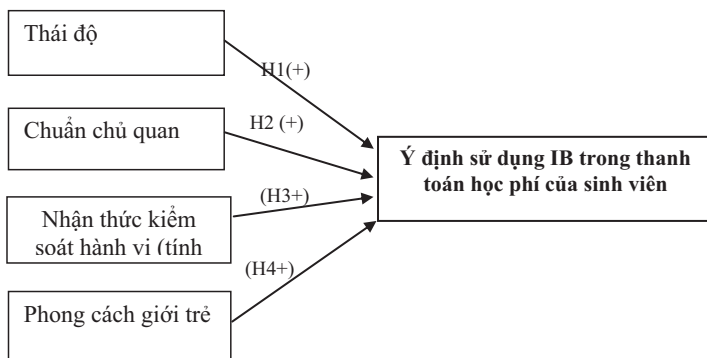 Thái độ
H1(+)
Chuẩn chủ quan
H2 (+)
Ý định sử dụng IB trong thanh
toán học phí của sinh viên
Nhận thức kiểm
soát hành vi (tính
(H3+)
(H4+)
Phong cách giới trẻ